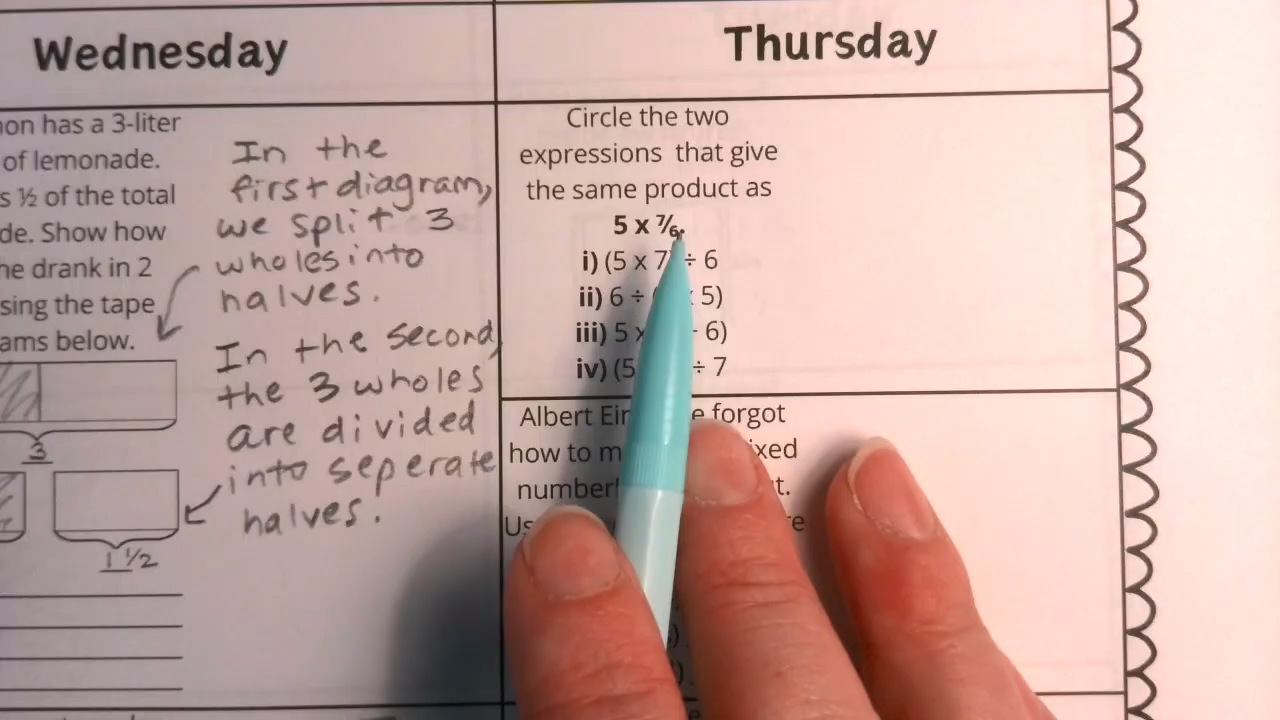 Wednesday
Thursday
on has a 3-liter
of lemonade.
s ½ of the total
de. Show how
he drank in 2
sing the tape
ams below.
3
1 ½
In the
first diagram,
we split 3
wholes into
halves.
In the second,
the 3 wholes
are divided
into seperate
halves.
Circle the two
expressions that give
the same product as
5 x ⅞.
i) (5 x 7) ÷ 6
ii) 6 ÷ ( 5)
iii) 5 x 6)
iv) (5 ÷ 7
Albert forgot
how to
number